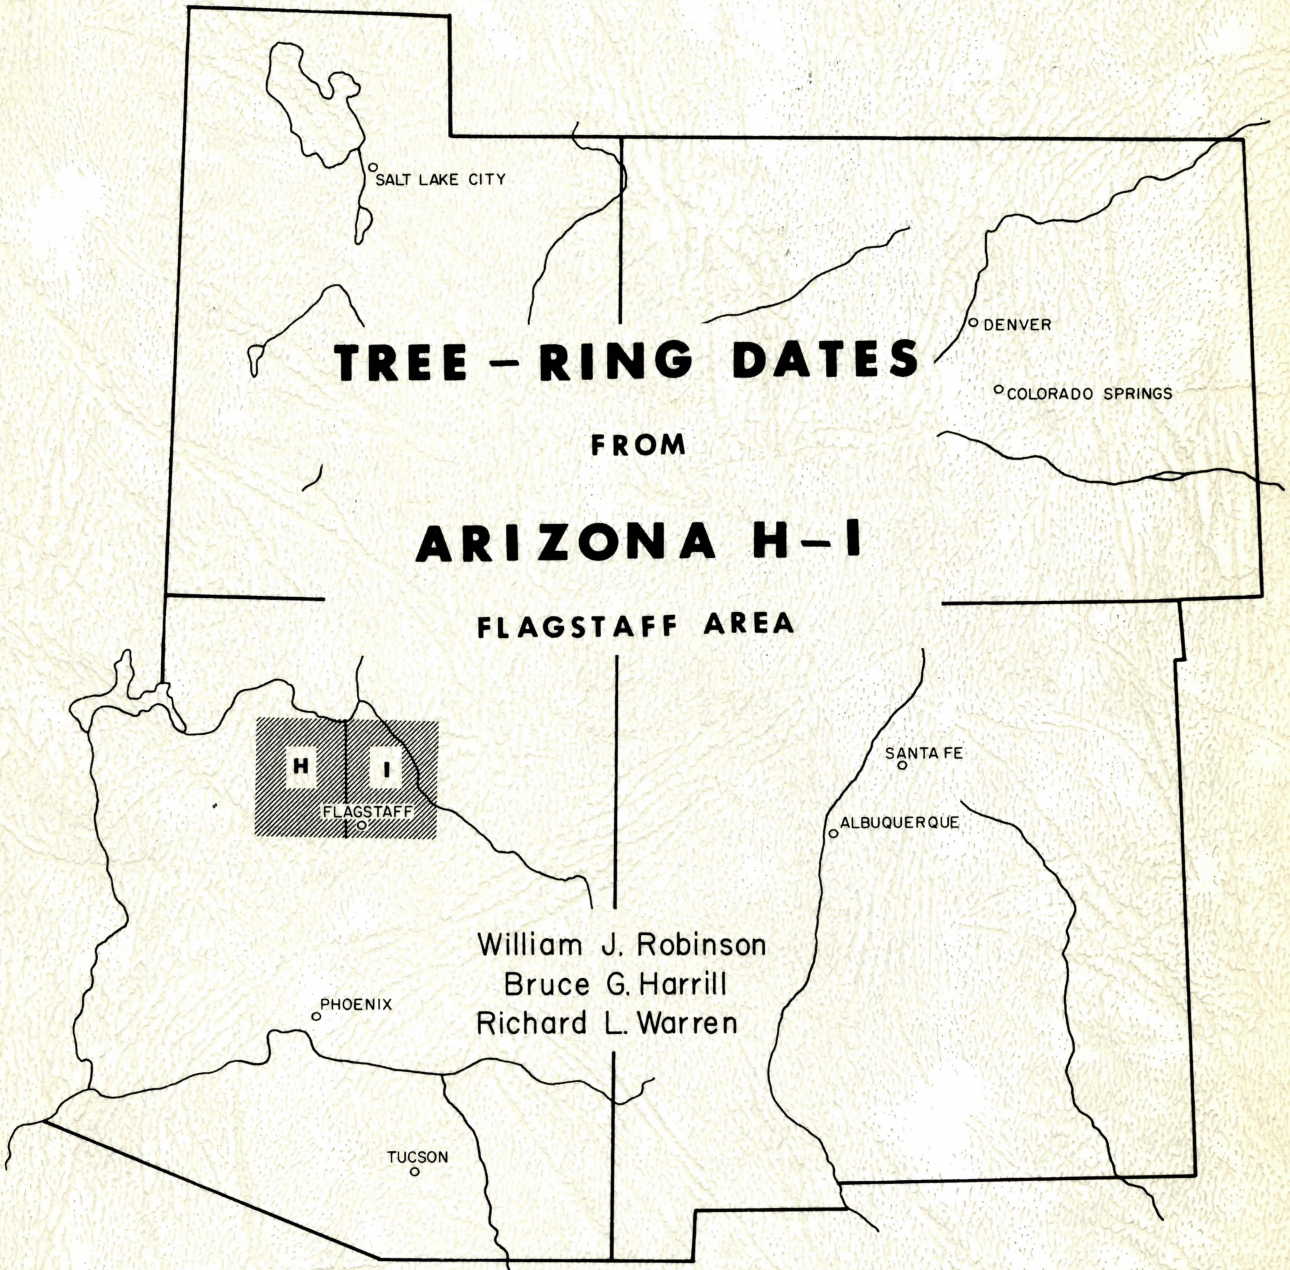 SALT LAKE CITY
DENVER
TREE – RING DATES
COLORADO SPRINGS
FROM
ARIZONA H – I
FLAGSTAFF AREA
SANTA FE
H I
FLAGSTAFF
ALBUQUERQUE
William J. Robinson
Bruce G. Harrill
Richard L. Warren
PHOENIX
TUCSON